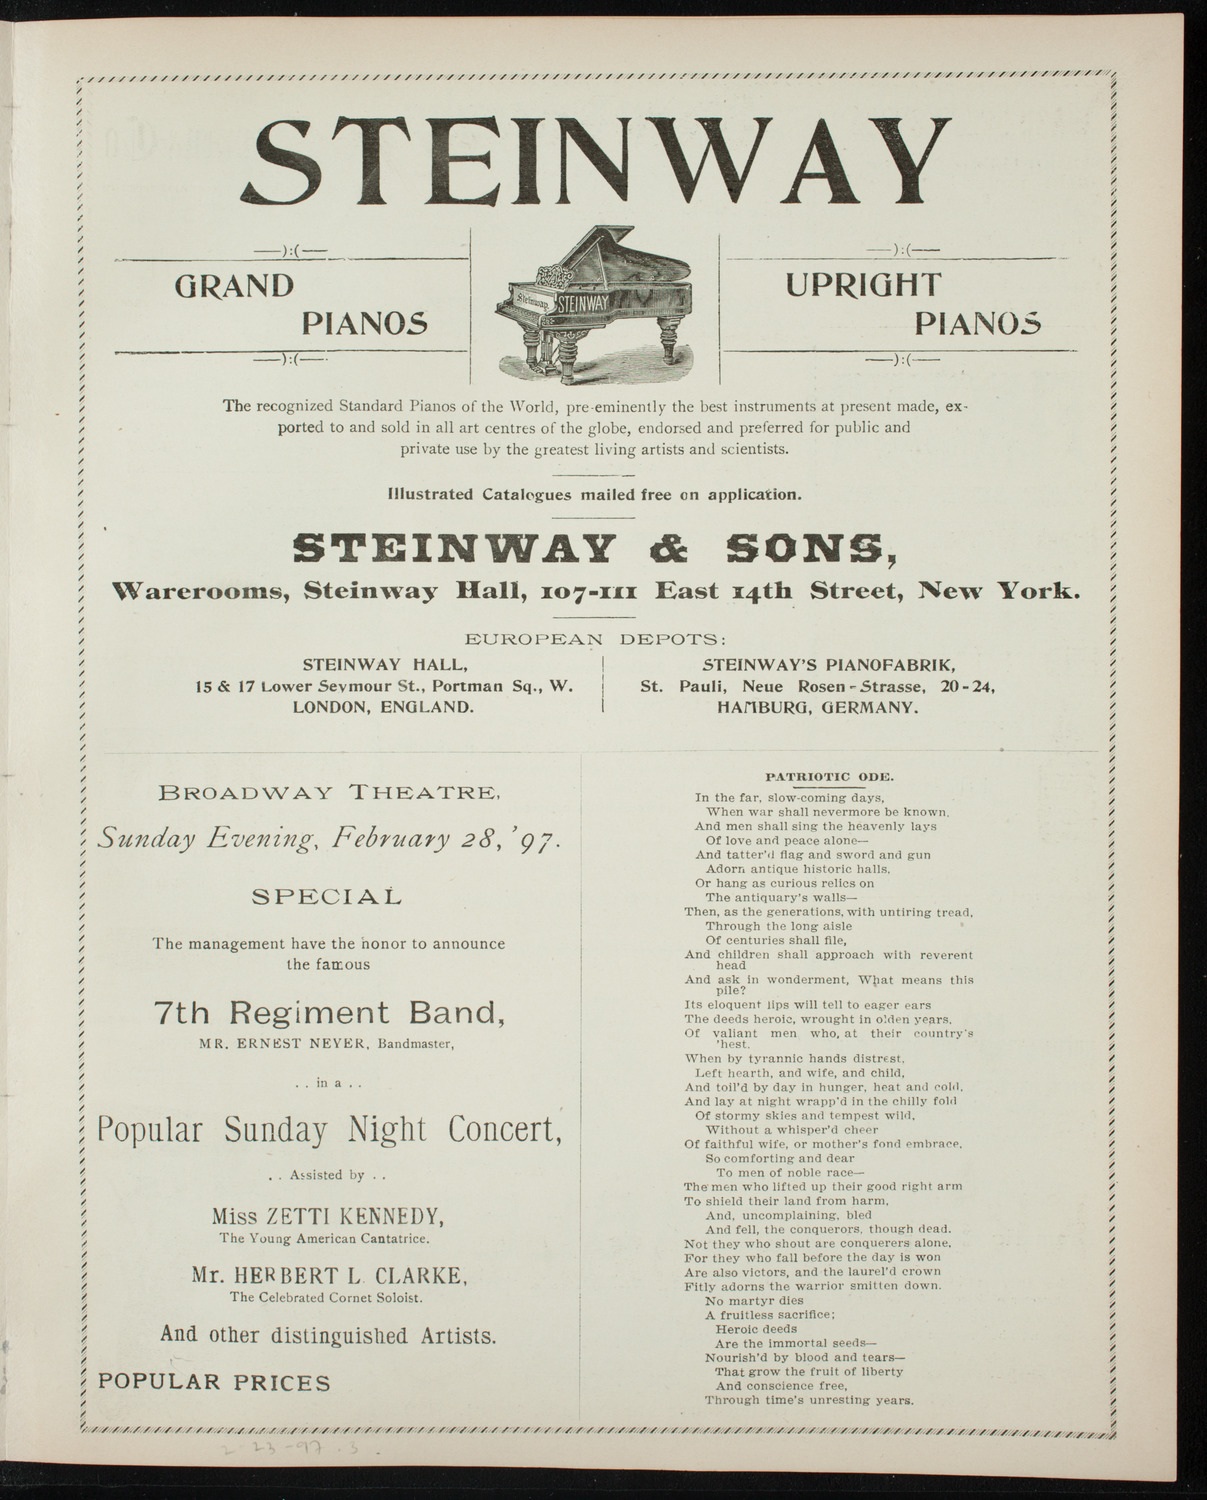 STEINWAY
GRAND
PIANOS
Steinway
STEINWAY
UPRIGHT
PIANOS
The recognized Standard Pianos of the World, pre-eminently the best instruments at present made, ex-
ported to and sold in all art centres of the globe, endorsed and preferred for public and
private use by the greatest living artists and scientists.
Illustrated Catalogues mailed free on application.
STEINWAY & SONS,
Warerooms, Steinway Hall, 107-111 East 14th Street, New York.
EUROPEAN DEPOTS:
STEINWAY HALL,
15 & 17 Lower Seymour St., Portman Sq., W.
LONDON, ENGLAND.
STEINWAY'S PIANOFABRIK,
St. Pauli, Neue Rosen-Strasse, 20-24,
HAMBURG, GERMANY.
BROADWAY THEATRE,
Sunday Evening, February 28, '97.
SPECIAL
The management have the honor to announce
the famous
7th Regiment Band,
MR. ERNEST NEYER, Bandmaster,
. . in a . .
Popular Sunday Night Concert,
. . Assisted by . .
Miss ZETTI KENNEDY,
The Young American Cantatrice.
Mr. HERBERT L. CLARKE,
The Celebrated Cornet Soloist.
And other distinguished Artists.
POPULAR PRICES
PATRIOTIC ODE.
In the far, slow-coming days,
When war shall nevermore be known,
And men shall sing the heavenly lays
Of love and peace alone—
And tatter'd flag and sword and gun
Adorn antique historic halls,
Or hang as curious relics on
The antiquary's walls—
Then, as the generations, with untiring tread,
Through the long aisle
Of centuries shall file,
And children shall approach with reverent
head
And ask in wonderment, What means this
pile?
Its eloquent lips will tell to eager ears
The deeds heroic, wrought in olden years,
Of valiant men who, at their country's
'hest,
When by tyrannic hands distrest,
Left hearth, and wife, and child,
And toil'd by day in hunger, heat and cold,
And lay at night wrapp'd in the chilly fold
Of stormy skies and tempest wild,
Without a whisper'd cheer
Of faithful wife, or mother's fond embrace,
So comforting and dear
To men of noble race—
The men who lifted up their good right arm
To shield their land from harm,
And, uncomplaining, bled
And fell, the conquerors, though dead.
Not they who shout are conquerers alone,
For they who fall before the day is won
Are also victors, and the laurel'd crown
Fitly adorns the warrior smitten down.
No martyr dies
A fruitless sacrifice;
Heroic deeds
Are the immortal seeds—
Nourish'd by blood and tears—
That grow the fruit of liberty
And conscience free,
Through time's unresting years.
2-23-97.3